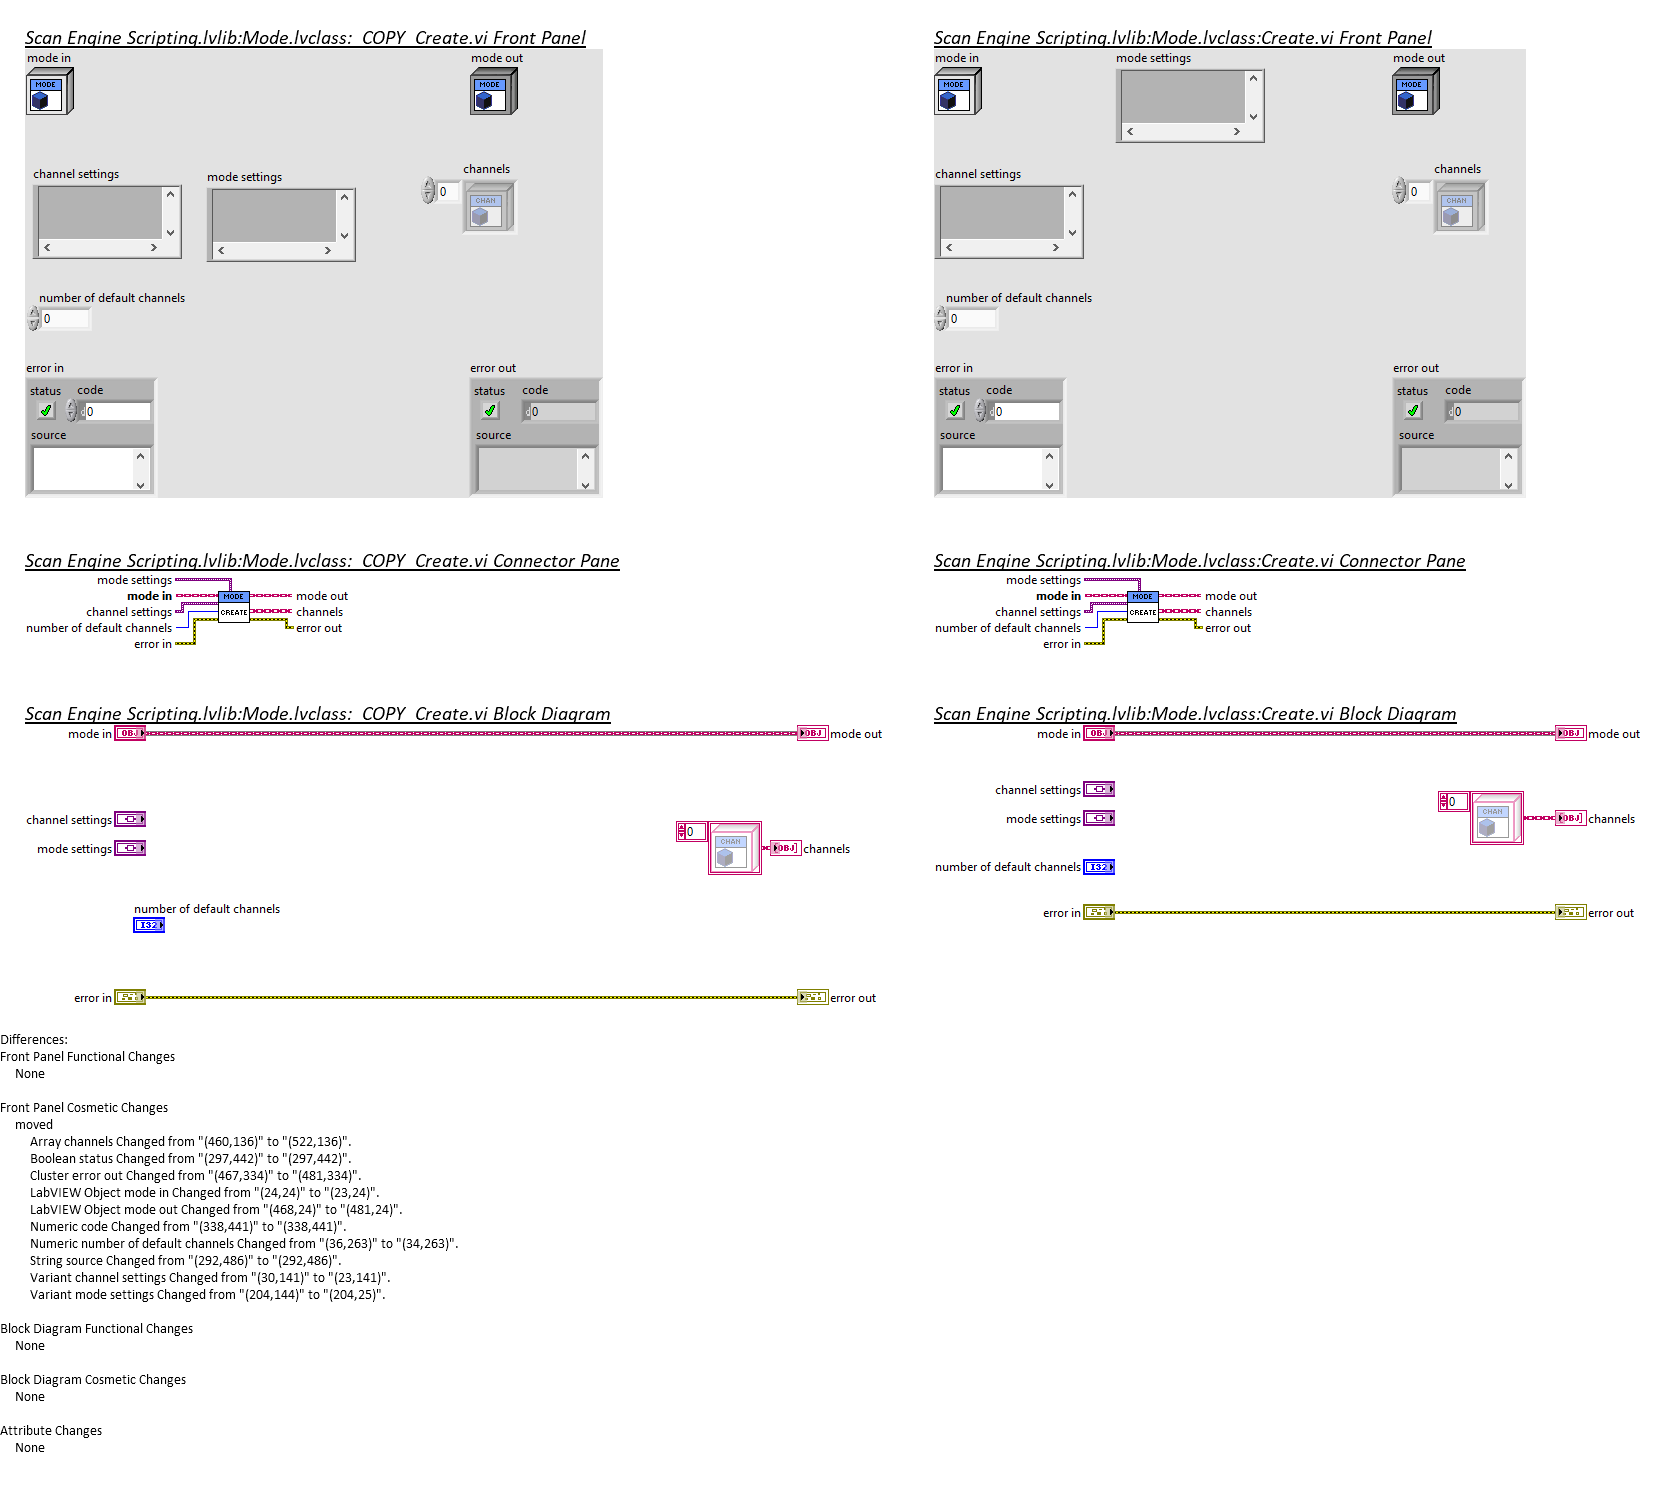 Scan Engine Scripting.lvlib:Mode.lvclass:  COPY  Create.vi Front Panel
mode in
MODE
mode out
MODE
channel settings
mode settings
channels
0
CHAN
number of default channels
0
error in
status
code
d0
source
error out
status
code
d0
source
Scan Engine Scripting.lvlib:Mode.lvclass:Create.vi Front Panel
mode in
MODE
mode settings
mode out
MODE
channel settings
channels
0
CHAN
number of default channels
0
error in
status
code
d0
source
error out
status
code
d0
source
Scan Engine Scripting.lvlib:Mode.lvclass:  COPY  Create.vi Connector Pane
mode settings
mode in
channel settings
number of default channels
error in
MODE
CREATE
mode out
channels
error out
Scan Engine Scripting.lvlib:Mode.lvclass:Create.vi Connector Pane
mode settings
mode in
channel settings
number of default channels
error in
MODE
CREATE
mode out
channels
error out
Scan Engine Scripting.lvlib:Mode.lvclass:  COPY  Create.vi Block Diagram
mode in
OBJ
OBJ
mode out
channel settings
mode settings
0
CHAN
OBJ]
channels
number of default channels
I32
error in
error out
Scan Engine Scripting.lvlib:Mode.lvclass:Create.vi Block Diagram
mode in
OBJ
OBJ
mode out
channel settings
mode settings
0
CHAN
OBJ]
channels
number of default channels
I32
error in
error out
Differences:
Front Panel Functional Changes
None
Front Panel Cosmetic Changes
moved
Array channels Changed from "(460,136)" to "(522,136)".
Boolean status Changed from "(297,442)" to "(297,442)".
Cluster error out Changed from "(467,334)" to "(481,334)".
LabVIEW Object mode in Changed from "(24,24)" to "(23,24)".
LabVIEW Object mode out Changed from "(468,24)" to "(481,24)".
Numeric code Changed from "(338,441)" to "(338,441)".
Numeric number of default channels Changed from "(36,263)" to "(34,263)".
String source Changed from "(292,486)" to "(292,486)".
Variant channel settings Changed from "(30,141)" to "(23,141)".
Variant mode settings Changed from "(204,144)" to "(204,25)".
Block Diagram Functional Changes
None
Block Diagram Cosmetic Changes
None
Attribute Changes
None